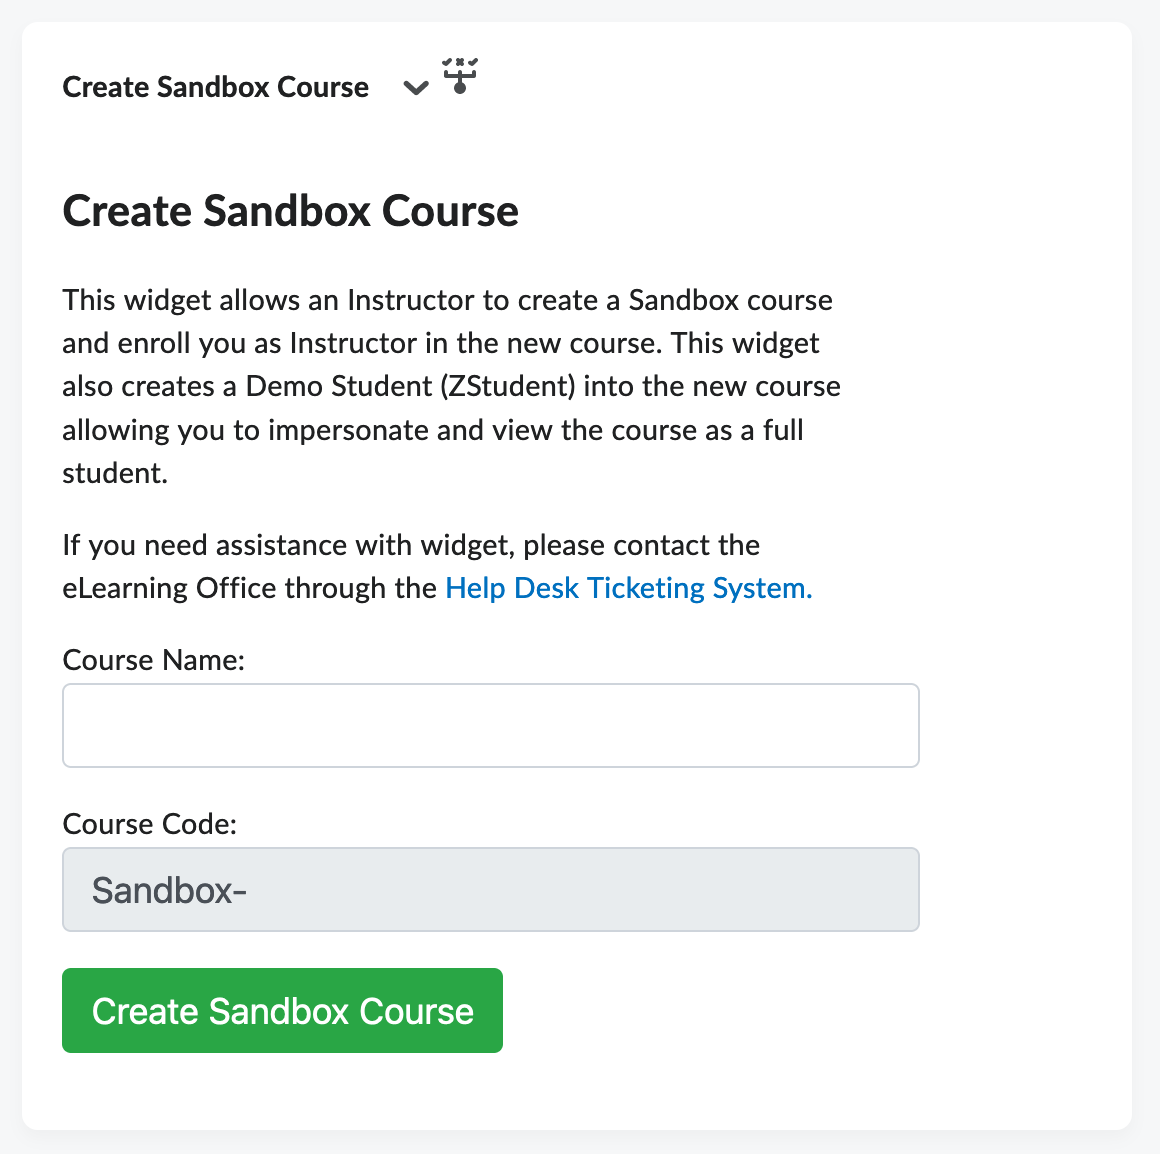 Create Sandbox Course
Create Sandbox Course
This widget allows an Instructor to create a Sandbox course
and enroll you as Instructor in the new course. This widget
also creates a Demo Student (ZStudent) into the new course
allowing you to impersonate and view the course as a full
student.
If you need assistance with widget, please contact the
eLearning Office through the Help Desk Ticketing System.
Course Name:
Course Code:
Sandbox-
Create Sandbox Course